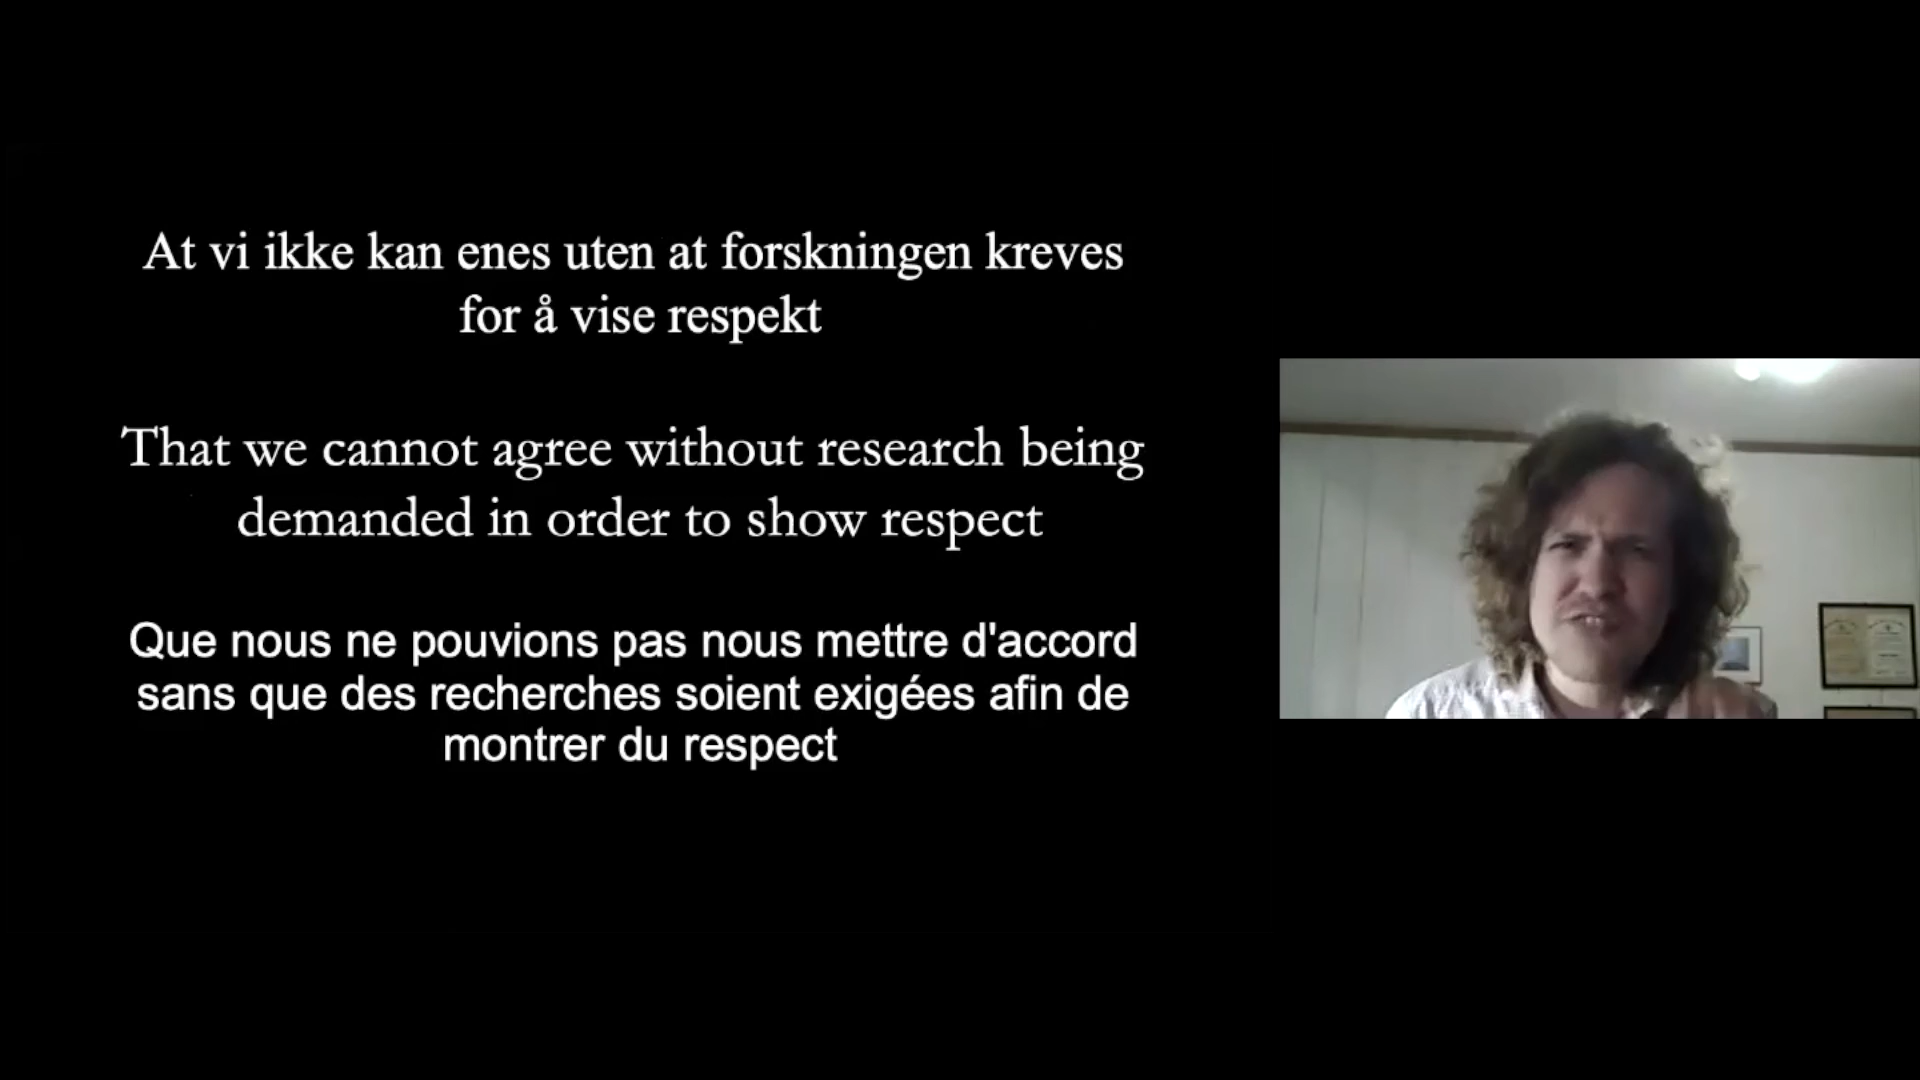 At vi ikke kan enes uten at forskningen kreves
for å vise respekt
That we cannot agree without research being
demanded in order to show respect
Que nous ne pouvions pas nous mettre d'accord
sans que des recherches soient exigées afin de
montrer du respect